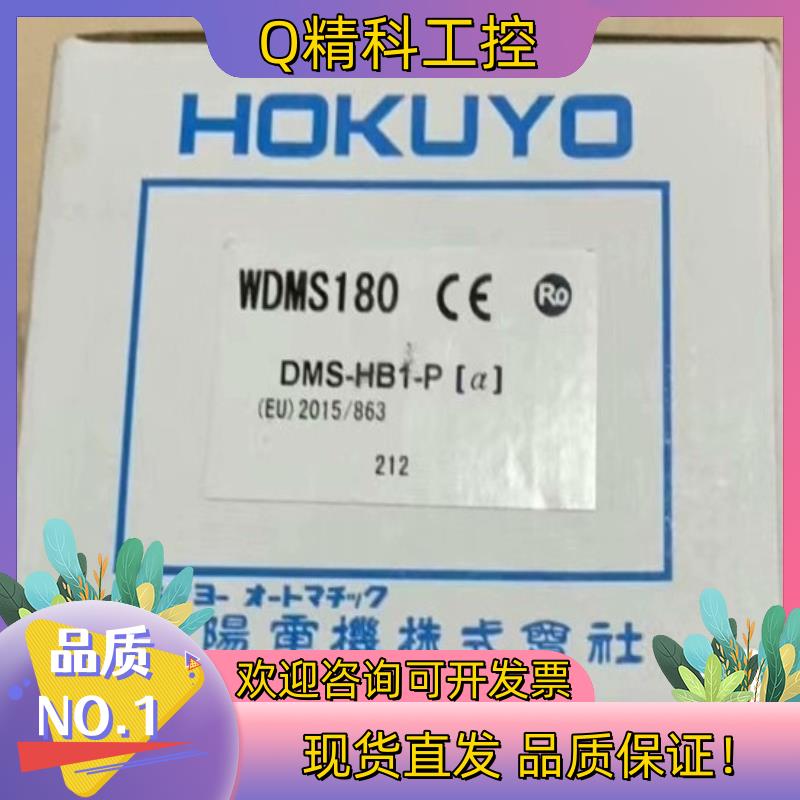 Q精科工控
HOKUYO
WDMS180 CE Ro
DMS-HB1-P [α]
(EU)2015/863
212
ヨー オートマチック
陽電機株式會社
品质
NO.1
欢迎咨询可开发票
现货直发 品质保证!